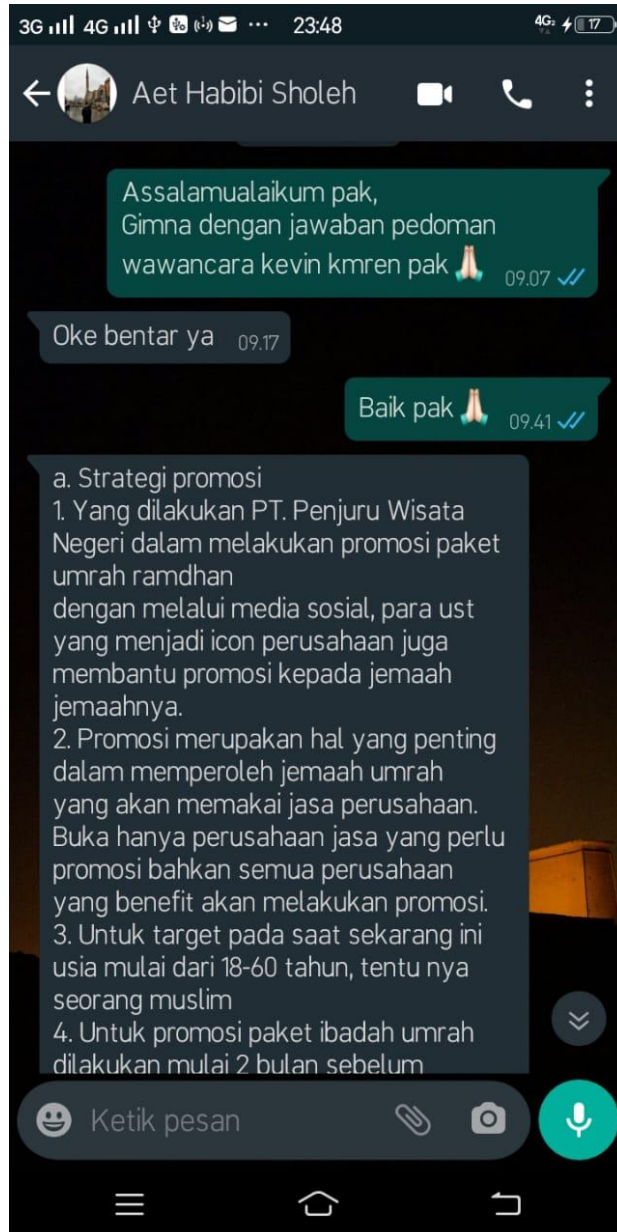 3G 4G ... 23:48 4G 17
Aet Habibi Sholeh
Assalamualaikum pak,
Gimna dengan jawaban pedoman
wawancara kevin kmren pak 🙏 09.07
Oke bentar ya 09.17
Baik pak 🙏 09.41
a. Strategi promosi
1. Yang dilakukan PT. Penjuru Wisata
Negeri dalam melakukan promosi paket
umrah ramdhan
dengan melalui media sosial, para ust
yang menjadi icon perusahaan juga
membantu promosi kepada jemaah
jemaahnya.
2. Promosi merupakan hal yang penting
dalam memperoleh jemaah umrah
yang akan memakai jasa perusahaan.
Buka hanya perusahaan jasa yang perlu
promosi bahkan semua perusahaan
yang benefit akan melakukan promosi.
3. Untuk target pada saat sekarang ini
usia mulai dari 18-60 tahun, tentu nya
seorang muslim
4. Untuk promosi paket ibadah umrah
dilakukan mulai 2 bulan sebelum
Ketik pesan